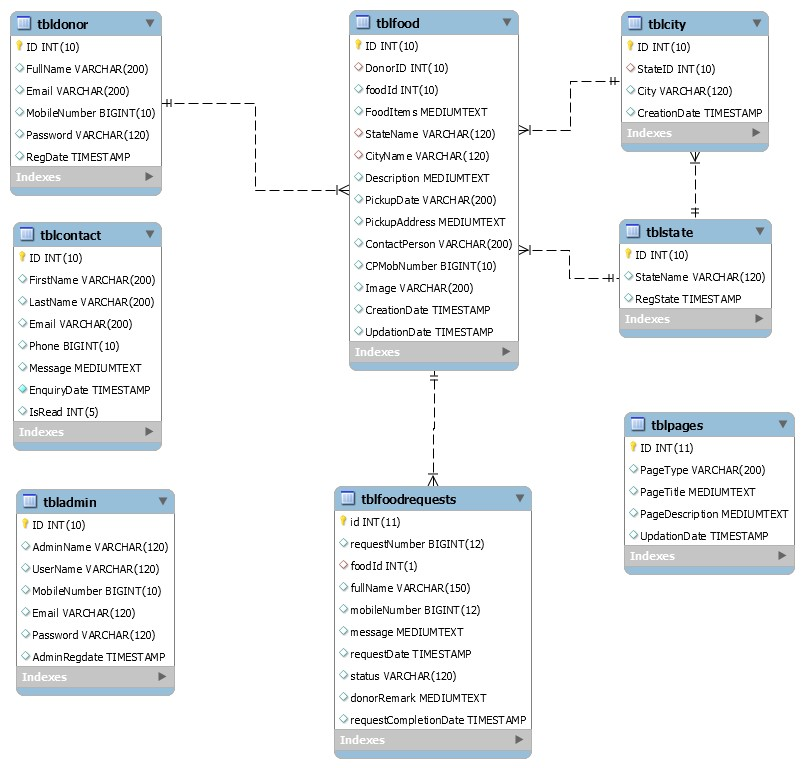 tbldonor
ID INT(10)
FullName VARCHAR(200)
Email VARCHAR(200)
MobileNumber BIGINT(10)
Password VARCHAR(120)
RegDate TIMESTAMP
Indexes
tblcontact
ID INT(10)
FirstName VARCHAR(200)
LastName VARCHAR(200)
Email VARCHAR(200)
Phone BIGINT(10)
Message MEDIUMTEXT
EnquiryDate TIMESTAMP
IsRead INT(5)
Indexes
tbladmin
ID INT(10)
AdminName VARCHAR(120)
UserName VARCHAR(120)
MobileNumber BIGINT(10)
Email VARCHAR(120)
Password VARCHAR(120)
AdminRegdate TIMESTAMP
Indexes
tblfood
ID INT(10)
DonorID INT(10)
foodId INT(10)
FoodItems MEDIUMTEXT
StateName VARCHAR(120)
CityName VARCHAR(120)
Description MEDIUMTEXT
PickupDate VARCHAR(200)
PickupAddress MEDIUMTEXT
ContactPerson VARCHAR(200)
CPMobNumber BIGINT(10)
Image VARCHAR(200)
CreationDate TIMESTAMP
UpdationDate TIMESTAMP
Indexes
tblfoodrequests
id INT(11)
requestNumber BIGINT(12)
foodId INT(1)
fullName VARCHAR(150)
mobileNumber BIGINT(12)
message MEDIUMTEXT
requestDate TIMESTAMP
status VARCHAR(120)
donorRemark MEDIUMTEXT
requestCompletionDate TIMESTAMP
Indexes
tblcity
ID INT(10)
StateID INT(10)
City VARCHAR(120)
CreationDate TIMESTAMP
Indexes
tblstate
ID INT(10)
StateName VARCHAR(120)
RegState TIMESTAMP
Indexes
tblpages
ID INT(11)
PageType VARCHAR(200)
PageTitle MEDIUMTEXT
PageDescription MEDIUMTEXT
UpdationDate TIMESTAMP
Indexes